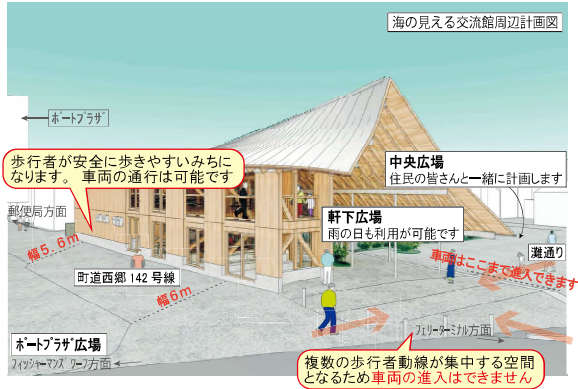 海の見える交流館周辺計画図
ﾎﾟｰﾄﾌﾟﾗｻﾞ
歩行者が安全に歩きやすいみちに
なります。 車両の通行は可能です
中央広場
住民の皆さんと一緒に計画します
軒下広場
雨の日も利用が可能です
郵便局方面
幅5.6m
灘通り
車両はここまで進入できます
町道西郷142号線
幅6m
ﾎﾟｰﾄﾌﾟﾗｻﾞ広場
ﾌｨｯｼｬｰﾏﾝｽﾞﾜｰﾌ方面
ﾌｪﾘｰﾀｰﾐﾅﾙ方面
複数の歩行者動線が集中する空間
となるため車両の進入はできません